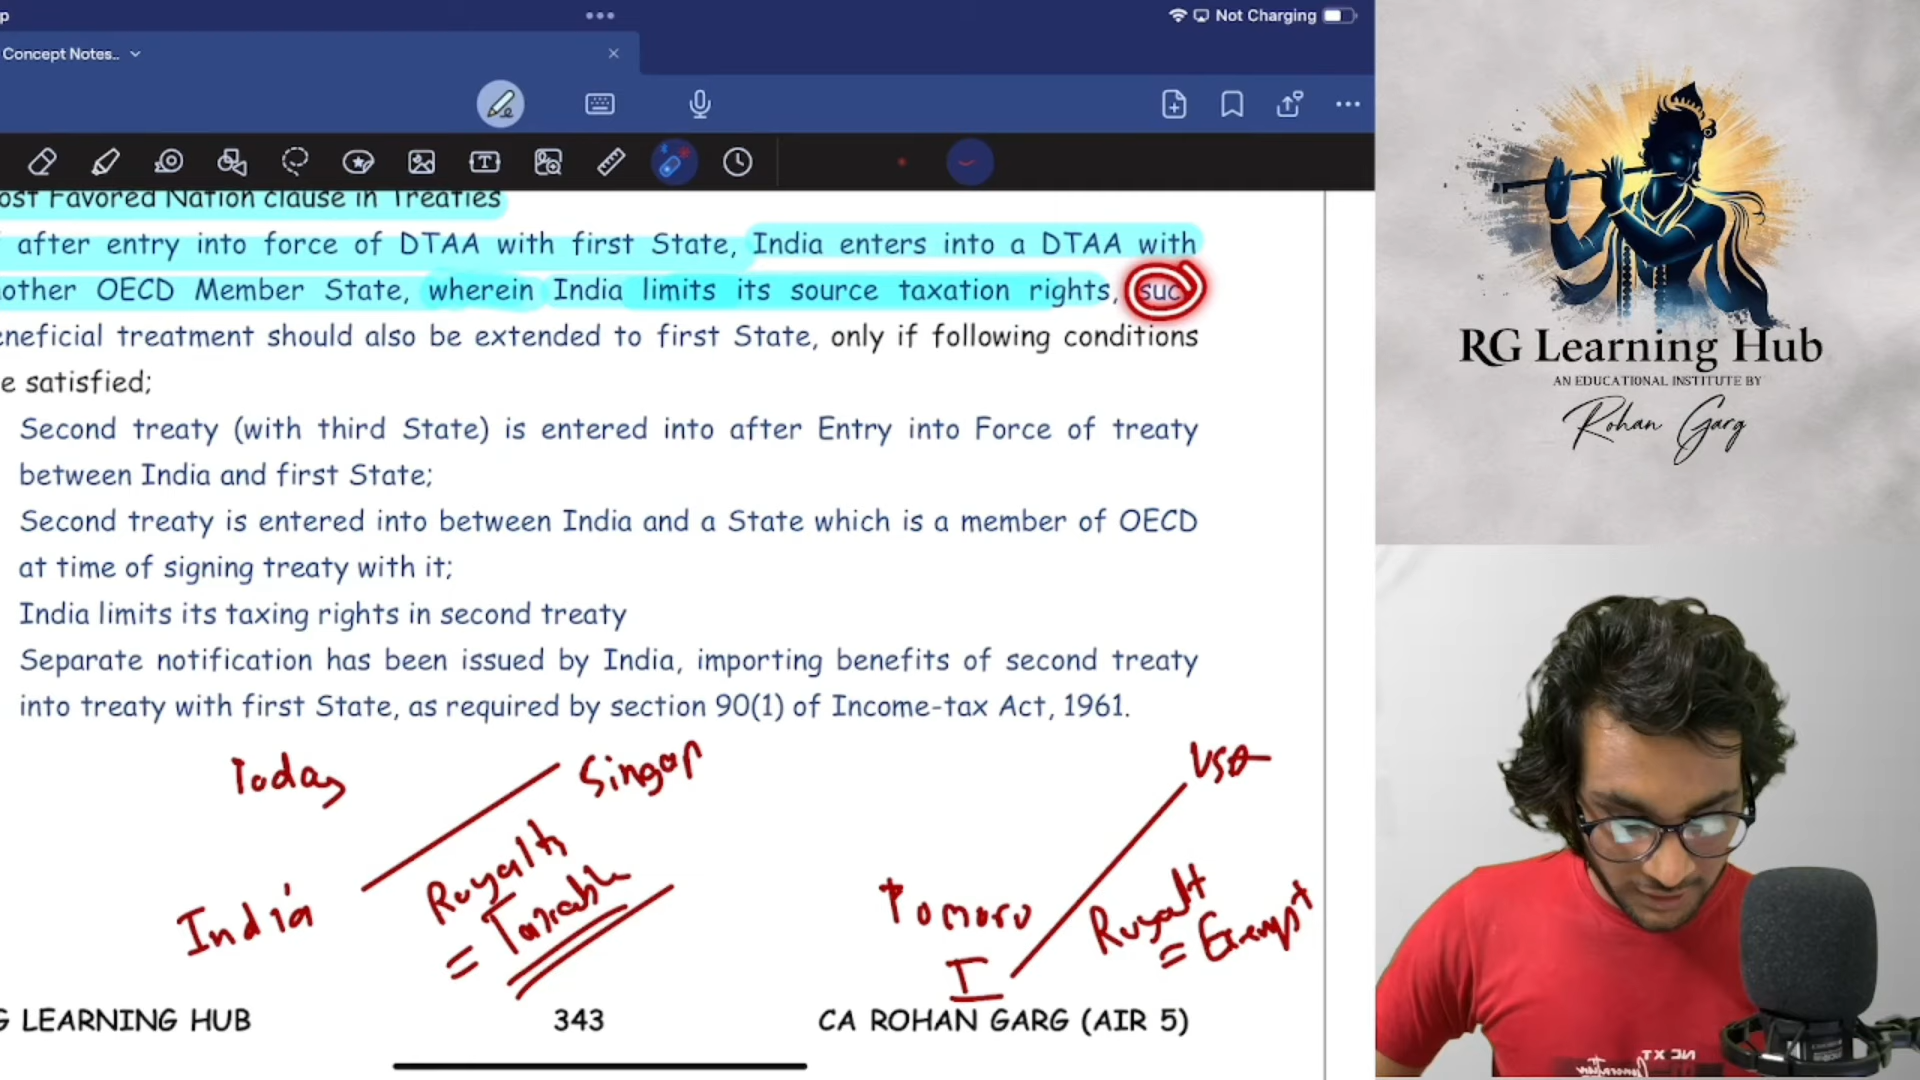 p
Not Charging
Concept Notes..
ost Favored Nation clause in Treaties
after entry into force of DTAA with first State, India enters into a DTAA with
nother OECD Member State, wherein India limits its source taxation rights, suc
eneficial treatment should also be extended to first State, only if following conditions
e satisfied;
Second treaty (with third State) is entered into after Entry into Force of treaty
between India and first State;
Second treaty is entered into between India and a State which is a member of OECD
at time of signing treaty with it;
India limits its taxing rights in second treaty
Separate notification has been issued by India, importing benefits of second treaty
into treaty with first State, as required by section 90(1) of Income-tax Act, 1961.
Today
Singap
India
Royalty
= Taxable
USA
Tomoro
I
Royalt
= Exempt
G LEARNING HUB
343
CA ROHAN GARG (AIR 5)
RG Learning Hub
AN EDUCATIONAL INSTITUTE BY
Rohan Garg